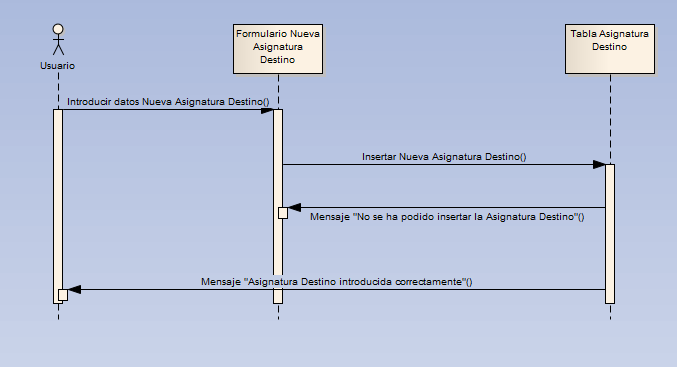 Usuario
Formulario Nueva
Asignatura
Destino
Tabla Asignatura
Destino
Introducir datos Nueva Asignatura Destino()
Insertar Nueva Asignatura Destino()
Mensaje "No se ha podido insertar la Asignatura Destino"()
Mensaje "Asignatura Destino introducida correctamente"()